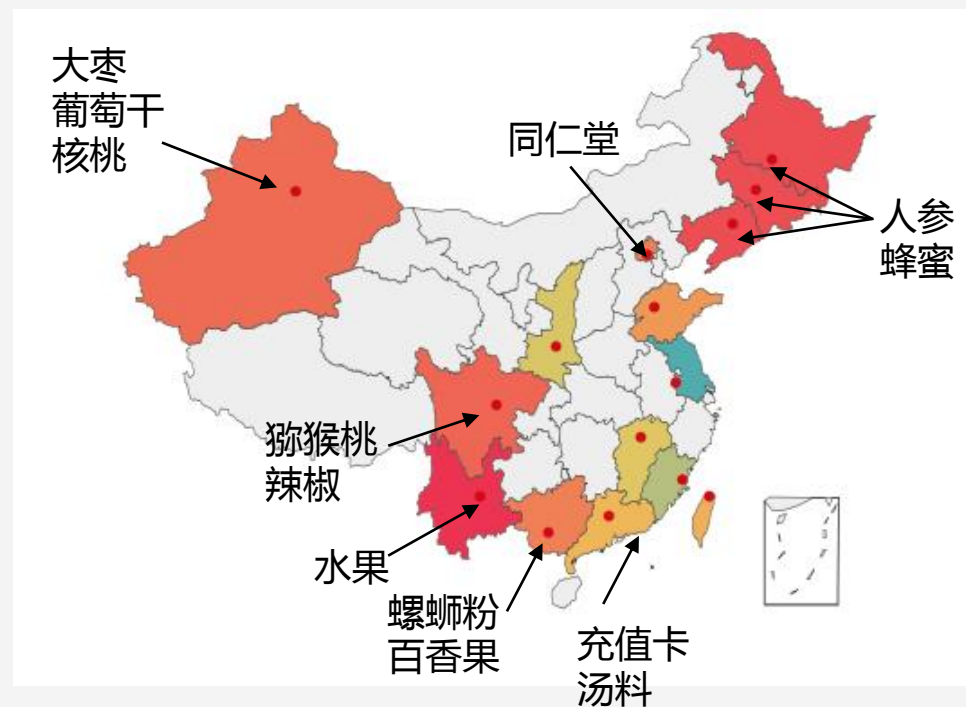 大枣
葡萄干
核桃
同仁堂
人参
蜂蜜
猕猴桃
辣椒
水果
螺蛳粉
百香果
充值卡
汤料